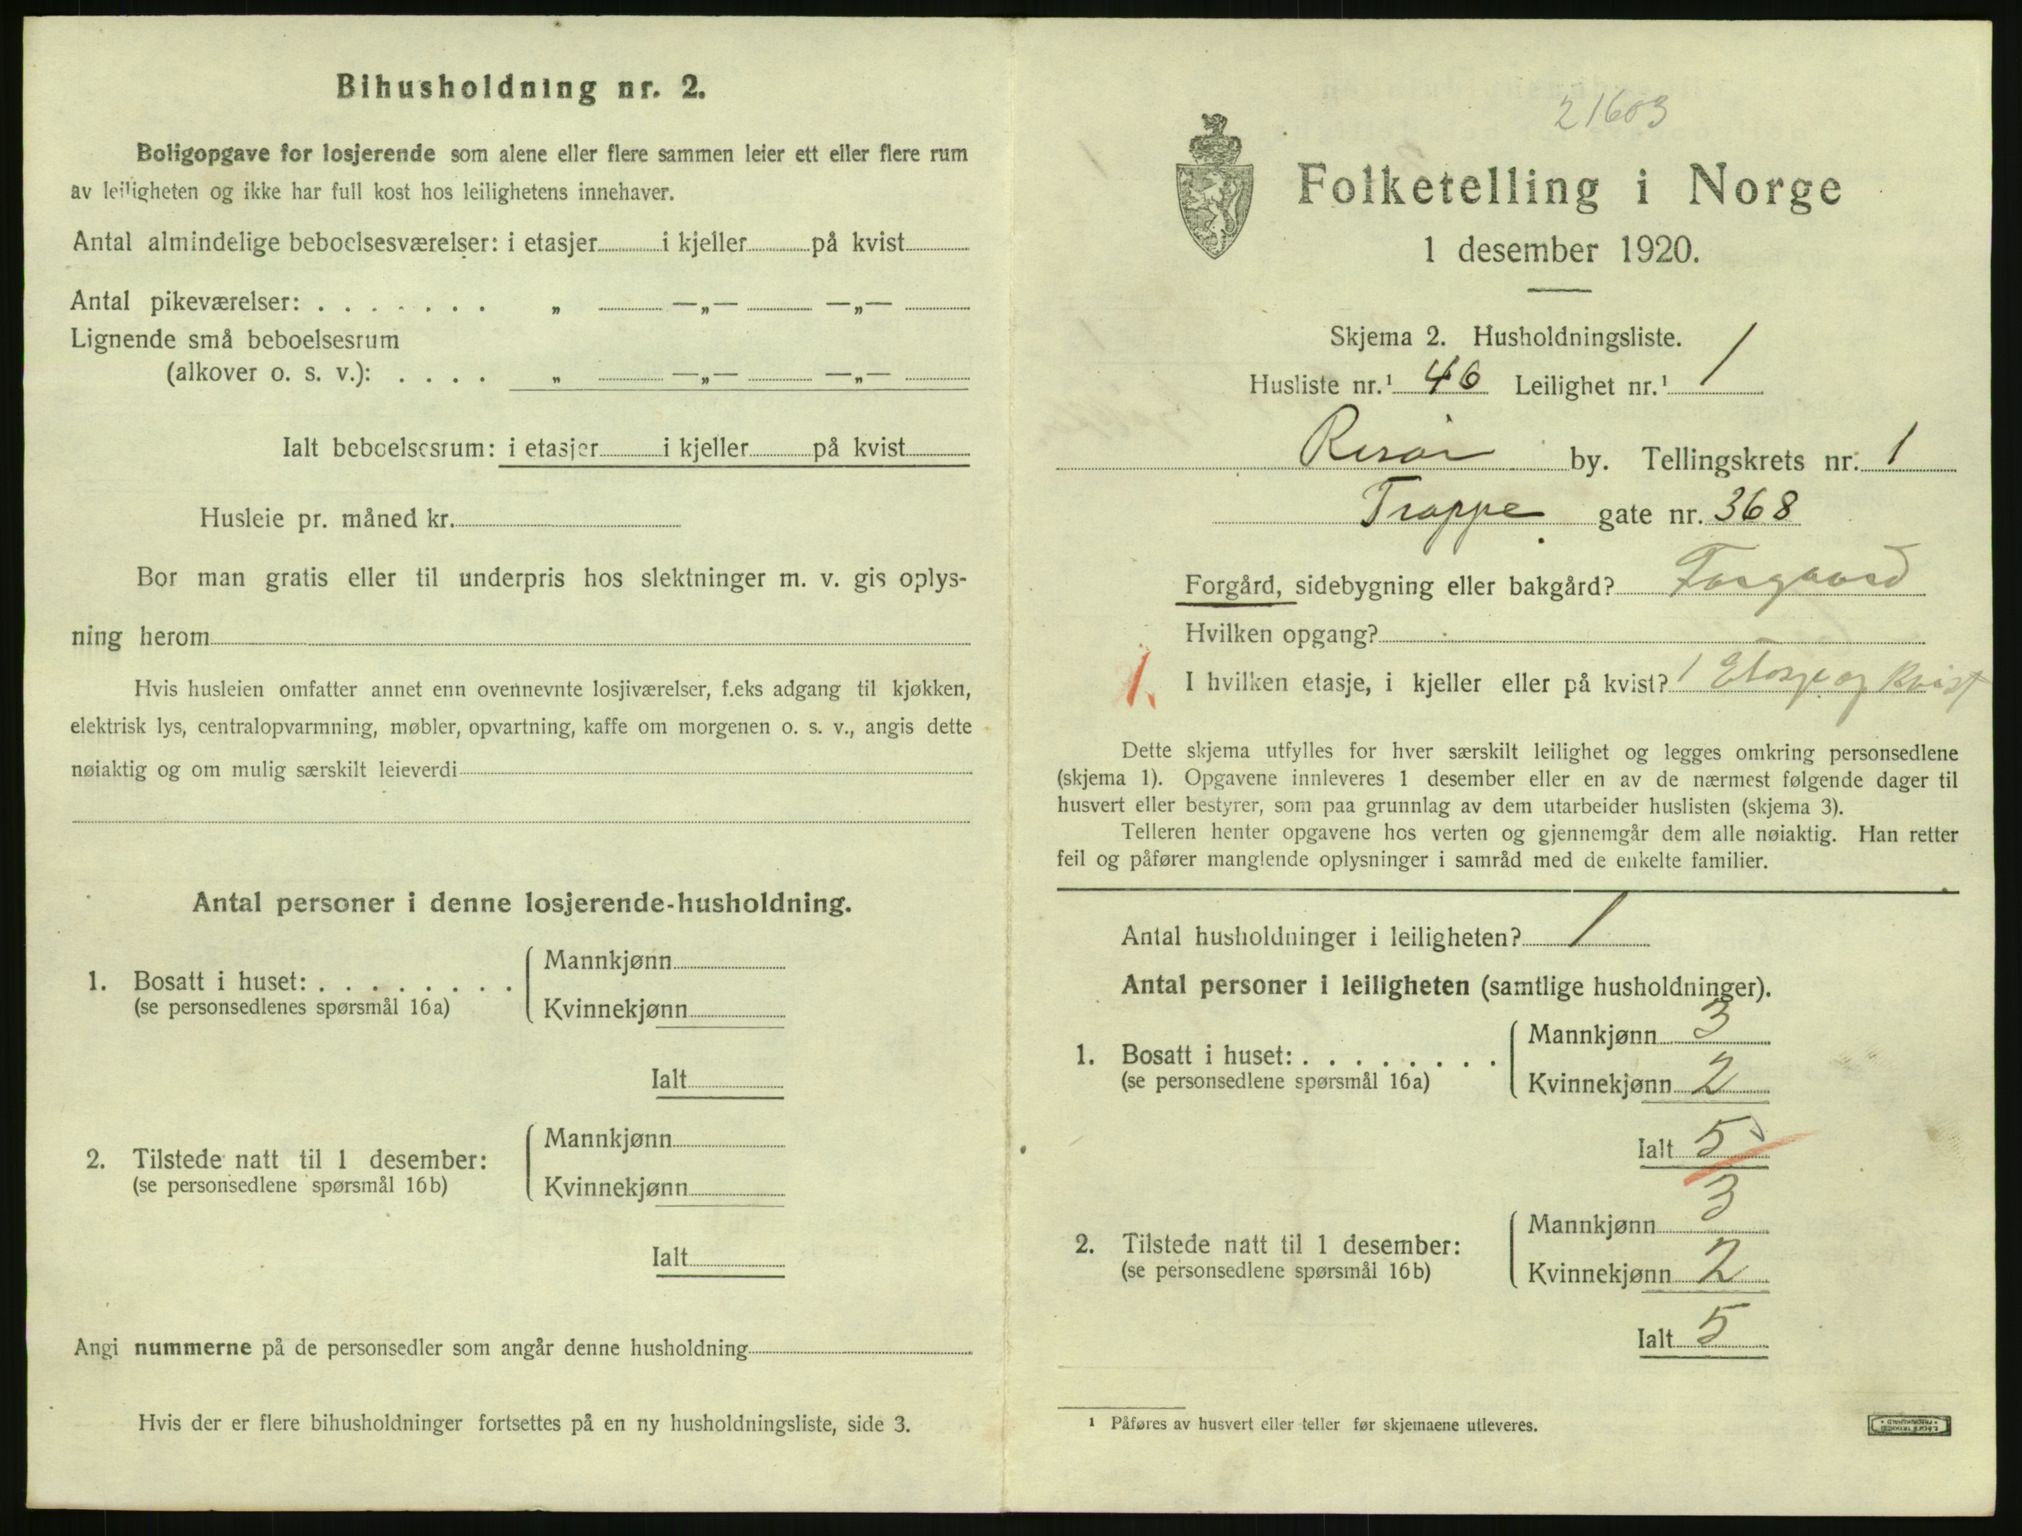 Bihusholdning nr. 2.
Boligopgave for losjerende som alene eller flere sammen leier ett eller flere rum
av leiligheten og ikke har full kost hos leilighetens innehaver.
Antal almindelige beboelsesværelser: i etasjer i kjeller på kvist
Antal pikeværelser: . . . . . . . „ —„— —„—
Lignende små beboelsesrum
(alkover o. s. v.): . . . . „ —„— —„—
Ialt beboelsesrum: i etasjer i kjeller på kvist
Husleie pr. måned kr.
Bor man gratis eller til underpris hos slektninger m. v. gis oplys-
ning herom
Hvis husleien omfatter annet enn ovennevnte losjiværelser, f.eks adgang til kjøkken,
elektrisk lys, centralopvarmning, møbler, opvartning, kaffe om morgenen o. s. v., angis dette
nøiaktig og om mulig særskilt leieverdi
Antal personer i denne losjerende-husholdning.
1. Bosatt i huset: . . . . . . . .
(se personsedlenes spørsmål 16a)
Mannkjønn
Kvinnekjønn
Ialt
2. Tilstede natt til 1 desember:
(se personsedlene spørsmål 16b)
Mannkjønn
Kvinnekjønn
Ialt
Angi nummerne på de personsedler som angår denne husholdning
Hvis der er flere bihusholdninger fortsettes på en ny husholdningsliste, side 3.
21603
Folketelling i Norge
1 desember 1920.
Skjema 2. Husholdningsliste.
Husliste nr.¹ 46 Leilighet nr.¹ 1
Risør by. Tellingskrets nr. 1
Trappe gate nr. 368
Forgård, sidebygning eller bakgård? Forgaard
Hvilken opgang?
1. I hvilken etasje, i kjeller eller på kvist? 1 Etasje og kvist
Dette skjema utfylles for hver særskilt leilighet og legges omkring personsedlene
(skjema 1). Opgavene innleveres 1 desember eller en av de nærmest følgende dager til
husvert eller bestyrer, som paa grunnlag av dem utarbeider huslisten (skjema 3).
Telleren henter opgavene hos verten og gjennemgår dem alle nøiaktig. Han retter
feil og påfører manglende oplysninger i samråd med de enkelte familier.
Antal husholdninger i leiligheten? 1
Antal personer i leiligheten (samtlige husholdninger).
1. Bosatt i huset: . . . . . . . .
(se personsedlene spørsmål 16a)
Mannkjønn 3
Kvinnekjønn 2
Ialt 5
2. Tilstede natt til 1 desember:
(se personsedlene spørsmål 16b)
Mannkjønn 3
Kvinnekjønn 2
Ialt 5
¹ Påføres av husvert eller teller før skjemaene utleveres.